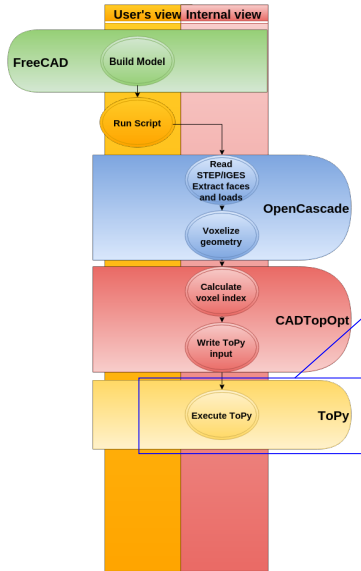 User's view Internal view
FreeCAD
Build Model
Run Script
Read
STEP/IGES
Extract faces
and loads
OpenCascade
Voxelize
geometry
Calculate
voxel index
CADTopOpt
Write ToPy
input
Execute ToPy
ToPy